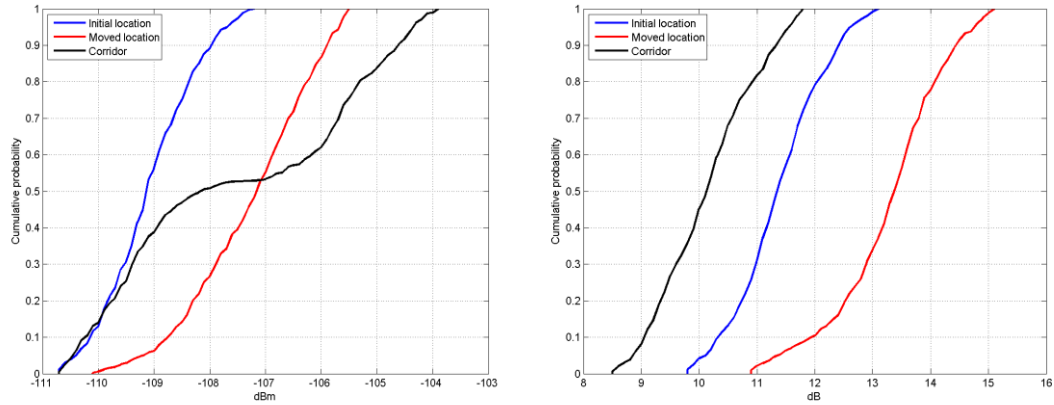 Initial location
Moved location
Corridor
Cumulative probability
1
0.9
0.8
0.7
0.6
0.5
0.4
0.3
0.2
0.1
0
-111 -110 -109 -108 -107 -106 -105 -104 -103
dBm
Initial location
Moved location
Corridor
Cumulative probability
1
0.9
0.8
0.7
0.6
0.5
0.4
0.3
0.2
0.1
0
8 9 10 11 12 13 14 15 16
dB